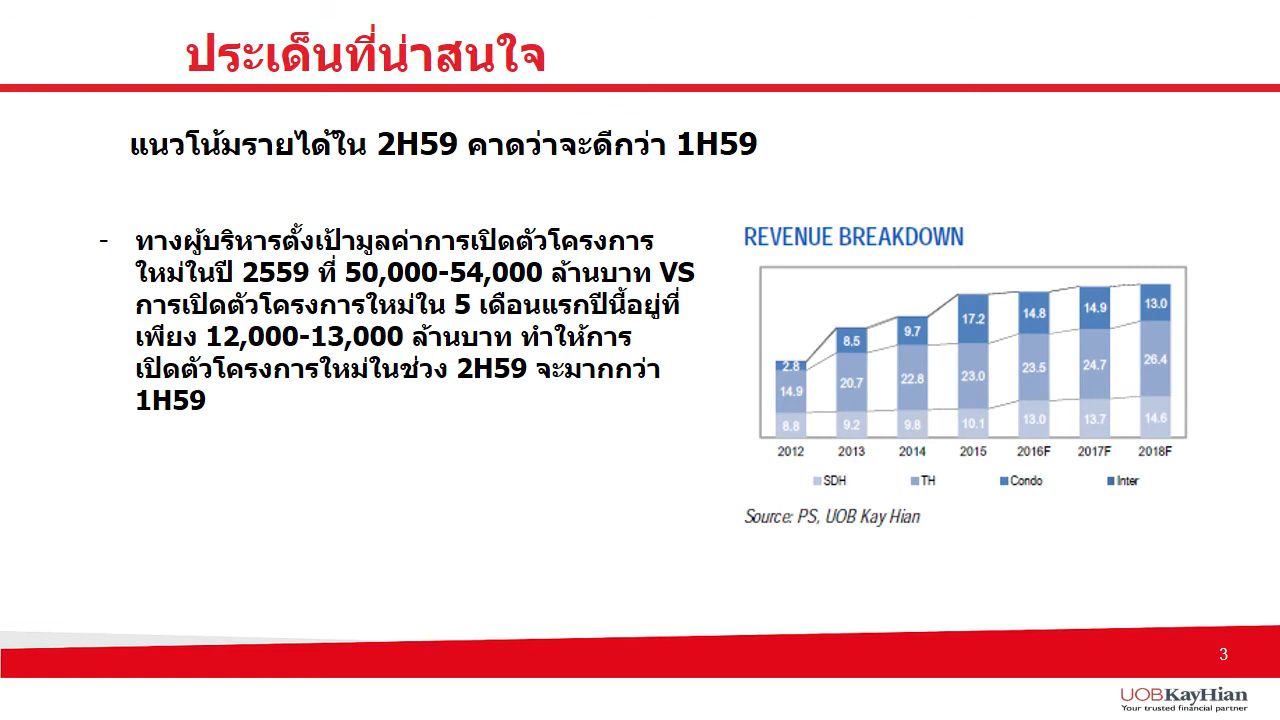 ประเด็นที่น่าสนใจ
แนวโน้มรายได้ใน 2H59 คาดว่าจะดีกว่า 1H59
- ทางผู้บริหารตั้งเป้ามูลค่าการเปิดตัวโครงการ
ใหม่ในปี 2559 ที่ 50,000-54,000 ล้านบาท VS
การเปิดตัวโครงการใหม่ใน 5 เดือนแรกปีนี้อยู่ที่
เพียง 12,000-13,000 ล้านบาท ทำให้การ
เปิดตัวโครงการใหม่ในช่วง 2H59 จะมากกว่า
1H59
REVENUE BREAKDOWN
2.8 8.5 9.7 17.2 14.8 14.9 13.0
14.9 20.7 22.8 23.0 23.5 24.7 26.4
8.8 9.2 9.8 10.1 13.0 13.7 14.6
2012 2013 2014 2015 2016F 2017F 2018F
SDH TH Condo Inter
Source: PS, UOB Kay Hian
3
UOBKayHian
Your trusted financial partner